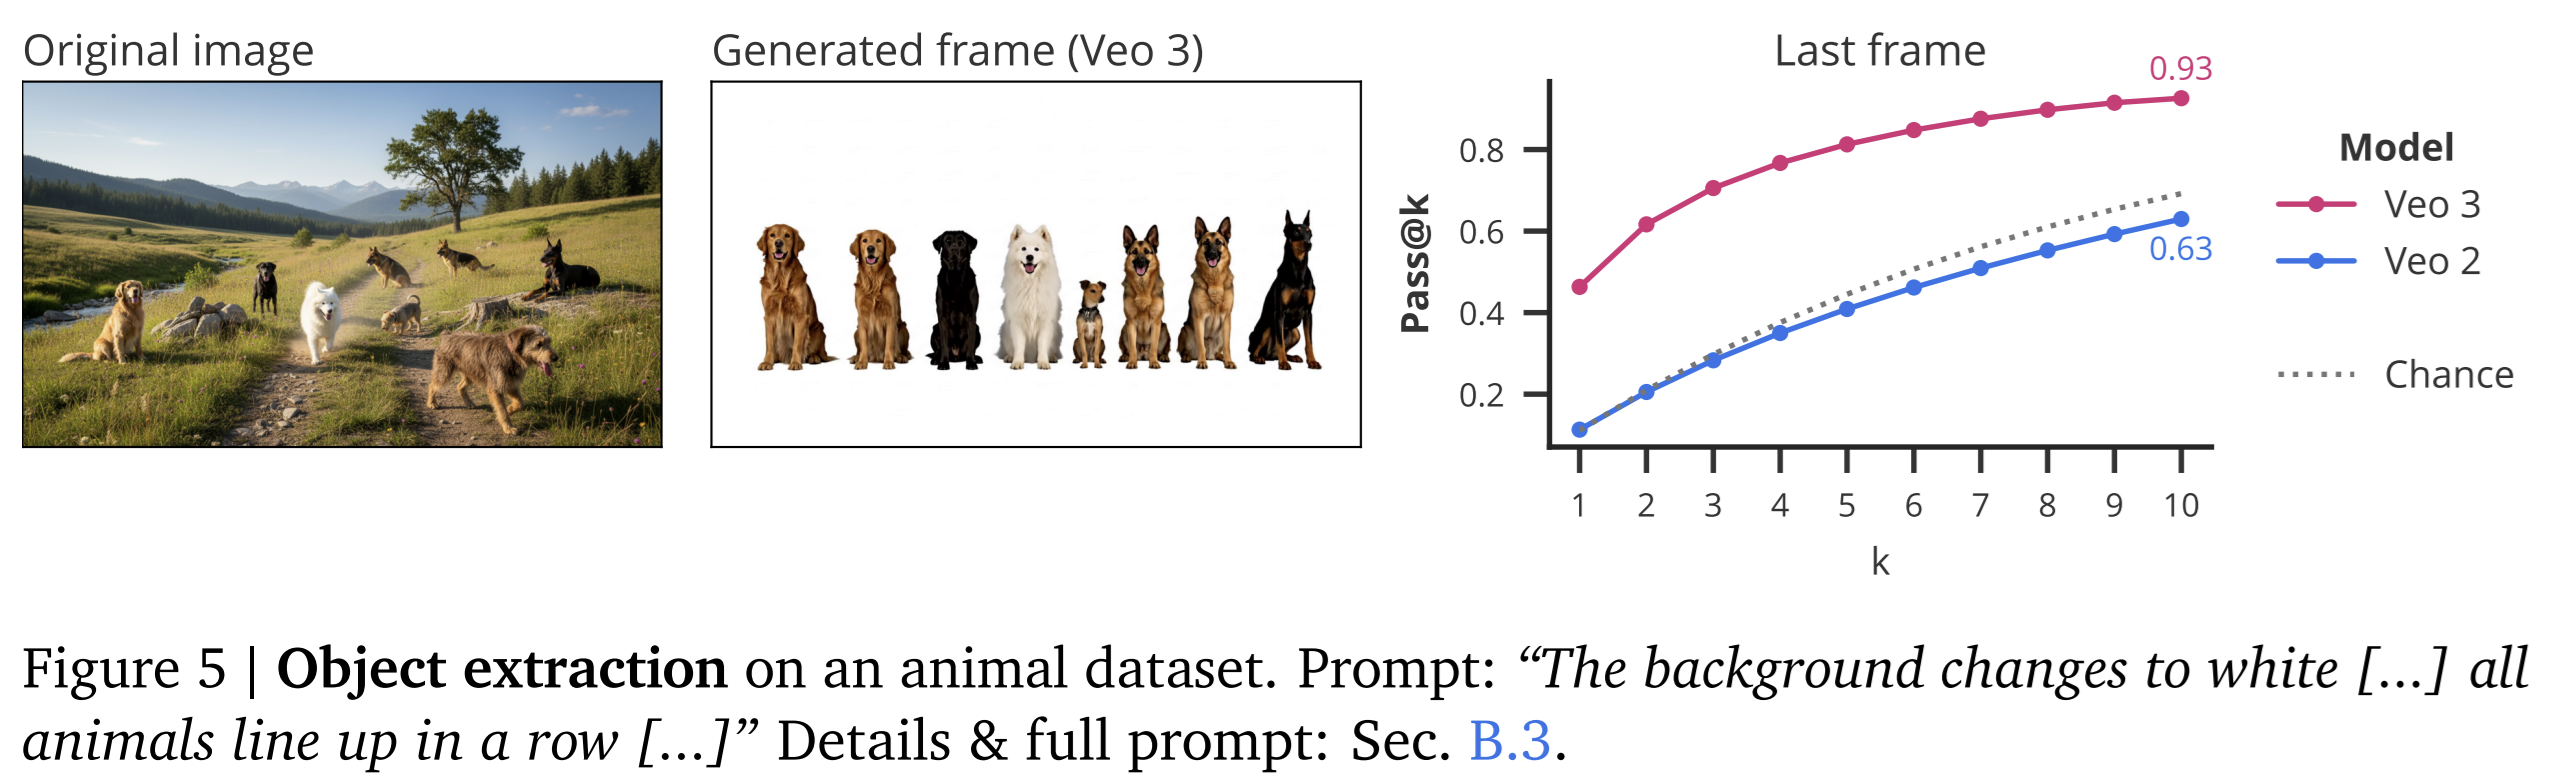 Original image
Generated frame (Veo 3)
Last frame
0.93
0.8
0.6
0.4
0.2
Pass@k
0.63
1 2 3 4 5 6 7 8 9 10
k
Model
Veo 3
Veo 2
Chance
Figure 5 | Object extraction on an animal dataset. Prompt: “The background changes to white [...] all
animals line up in a row [...]” Details & full prompt: Sec. B.3.